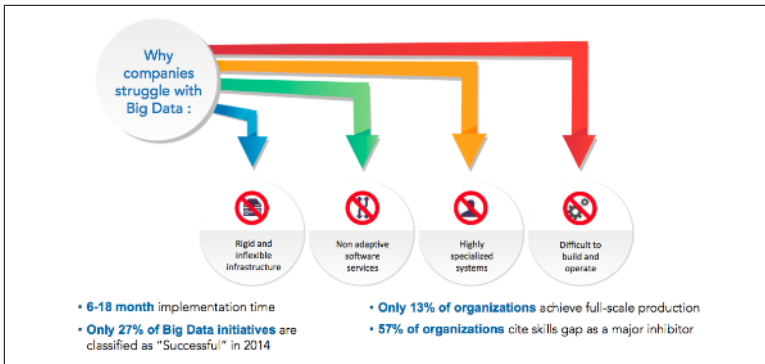 Why
companies
struggle with
Big Data :
Rigid and
inflexible
infrastructure
Non adaptive
software
services
Highly
specialized
systems
Difficult to
build and
operate
• 6-18 month implementation time
• Only 27% of Big Data initiatives are
classified as "Successful" in 2014
• Only 13% of organizations achieve full-scale production
• 57% of organizations cite skills gap as a major inhibitor